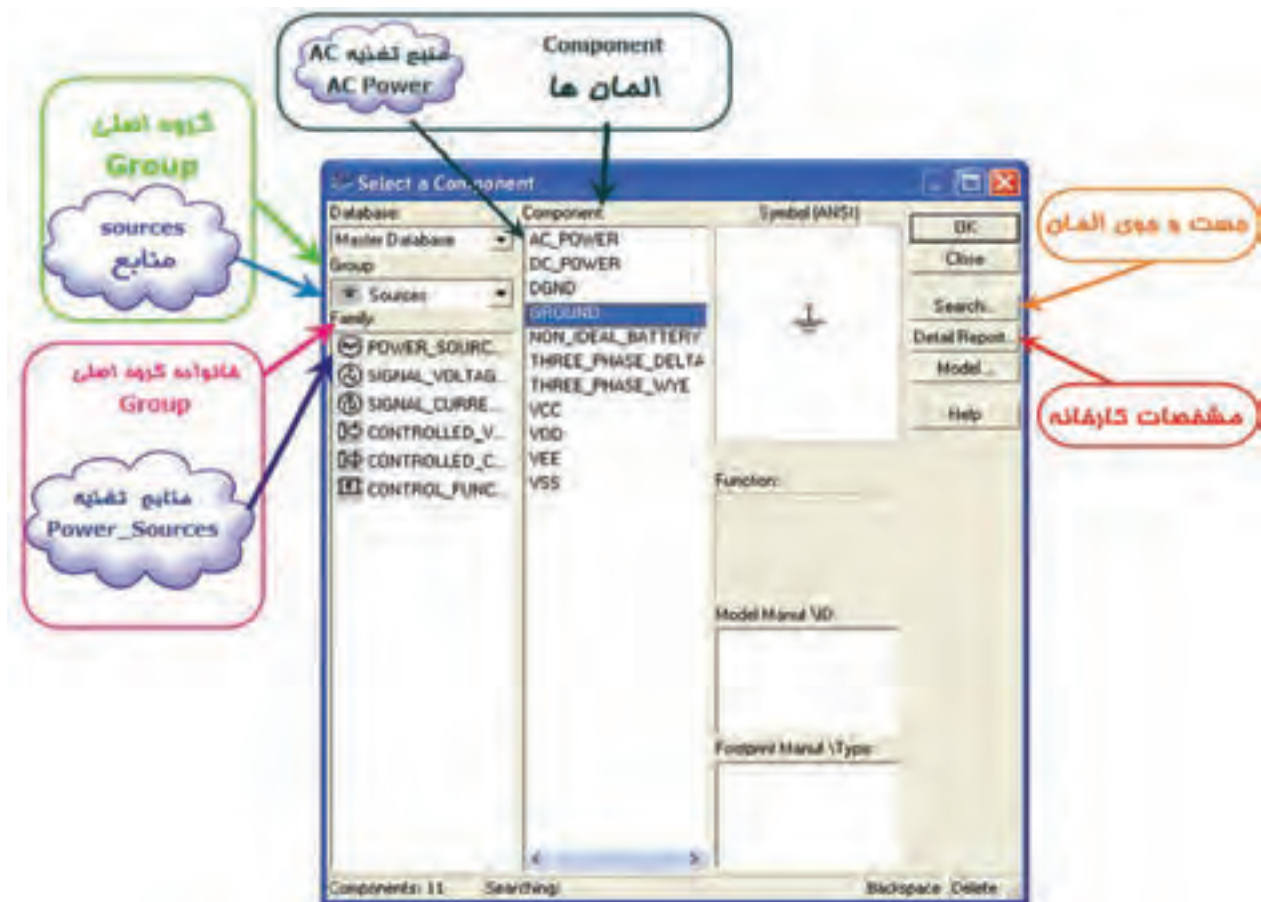 منبع تغذیه AC
AC Power
Component
المان ها
گروه اصلی
Group
sources
منابع
خانواده گروه اصلی
Group
منابع تغذیه
Power_Sources
جست و جوی المان
مشخصات کارخانه
Select a Component
Database:
Master Database
Group:
Sources
Family:
POWER_SOURC...
SIGNAL_VOLTAG...
SIGNAL_CURRE...
CONTROLLED_V...
CONTROLLED_C...
CONTROL_FUNC...
Component:
AC_POWER
DC_POWER
DGND
GROUND
NON_IDEAL_BATTERY
THREE_PHASE_DELTA
THREE_PHASE_WYE
VCC
VDD
VEE
VSS
Symbol (ANSI)
Function:
Model Manuf.\ID:
Footprint Manuf.\Type:
OK
Close
Search...
Detail Report...
Model...
Help
Components: 11
Searching:
Backspace
Delete